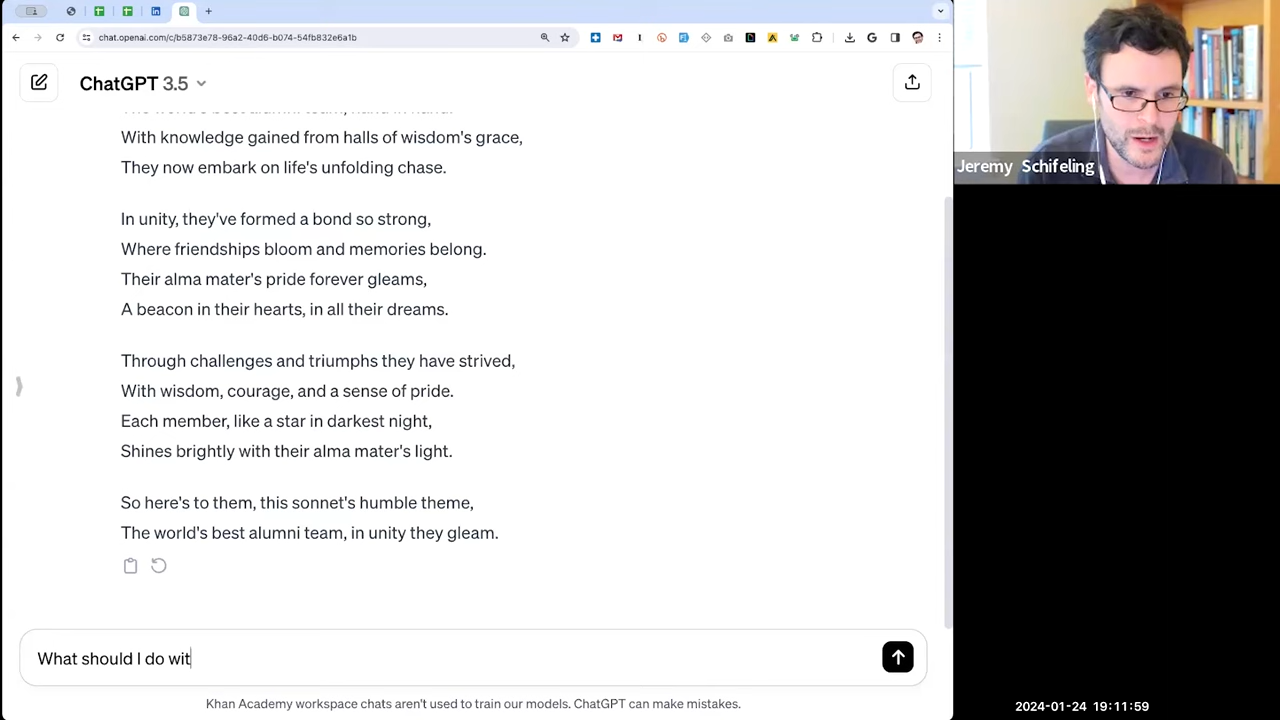 chat.openai.com/c/b5873e78-96a2-40d6-b074-54fb832e6a1b
ChatGPT 3.5
With knowledge gained from halls of wisdom's grace,
They now embark on life's unfolding chase.
In unity, they've formed a bond so strong,
Where friendships bloom and memories belong.
Their alma mater's pride forever gleams,
A beacon in their hearts, in all their dreams.
Through challenges and triumphs they have strived,
With wisdom, courage, and a sense of pride.
Each member, like a star in darkest night,
Shines brightly with their alma mater's light.
So here's to them, this sonnet's humble theme,
The world's best alumni team, in unity they gleam.
What should I do wit
Khan Academy workspace chats aren't used to train our models. ChatGPT can make mistakes.
Jeremy Schifeling
2024-01-24 19:11:59